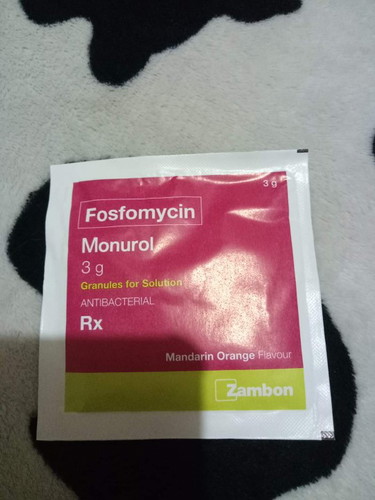 3 g
Fosfomycin
Monurol
3 g
Granules for Solution
ANTIBACTERIAL
Rx
Mandarin Orange Flavour
Zambon